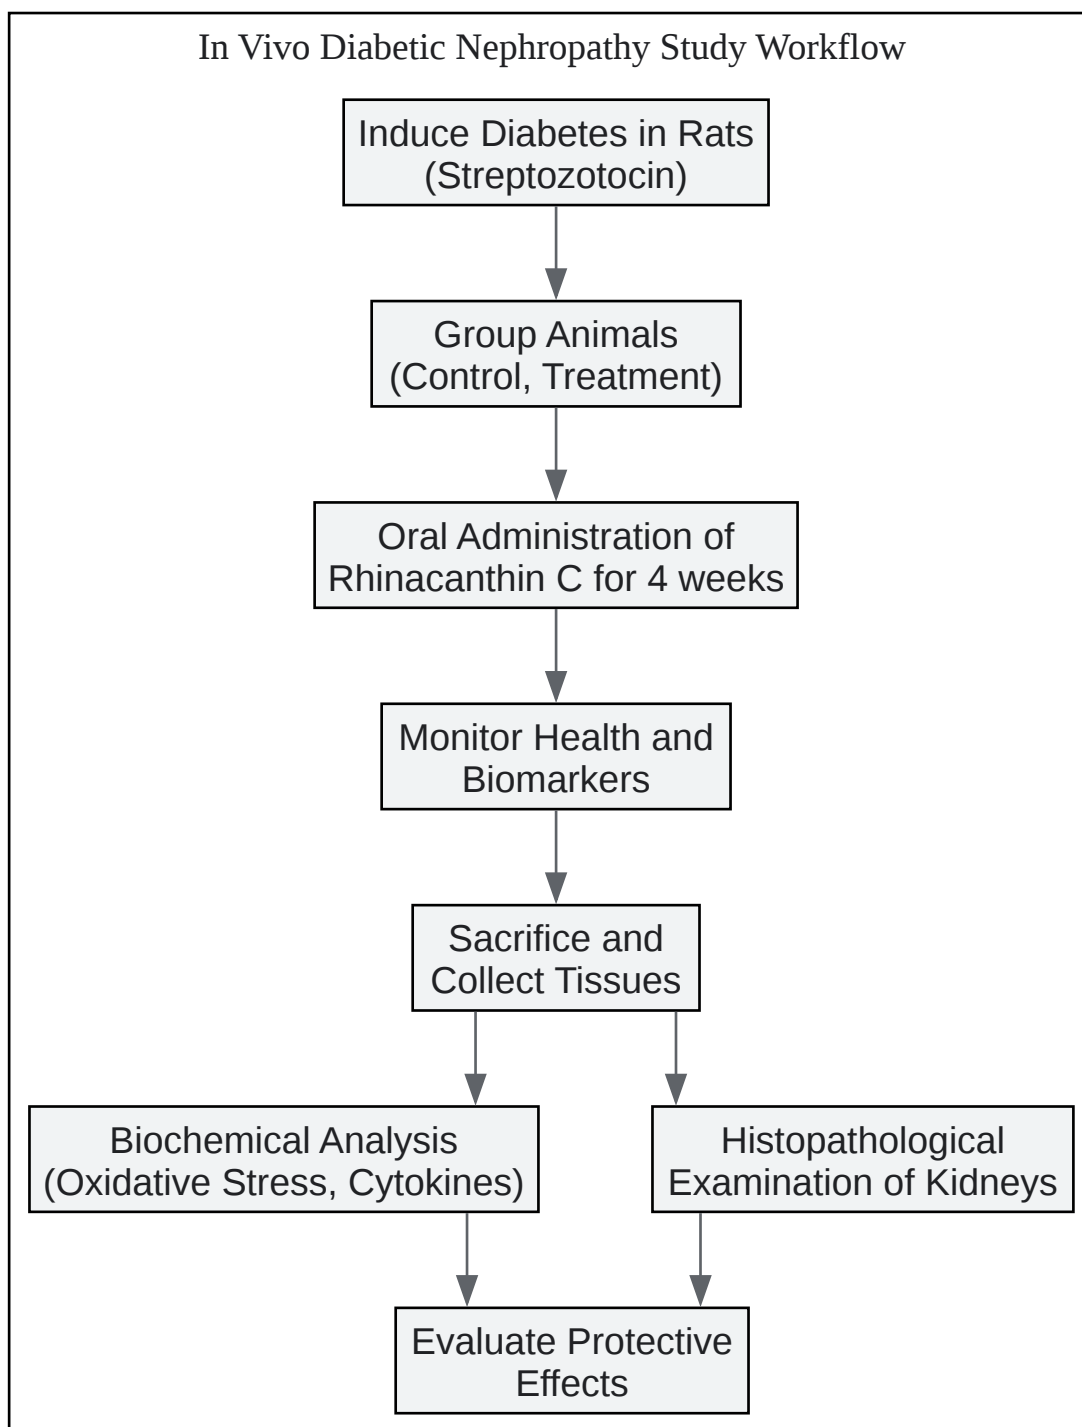 In Vivo Diabetic Nephropathy Study Workflow
Induce Diabetes in Rats
(Streptozotocin)
Group Animals
(Control, Treatment)
Oral Administration of
Rhinacanthin C for 4 weeks
Monitor Health and
Biomarkers
Sacrifice and
Collect Tissues
Biochemical Analysis
(Oxidative Stress, Cytokines)
Histopathological
Examination of Kidneys
Evaluate Protective
Effects